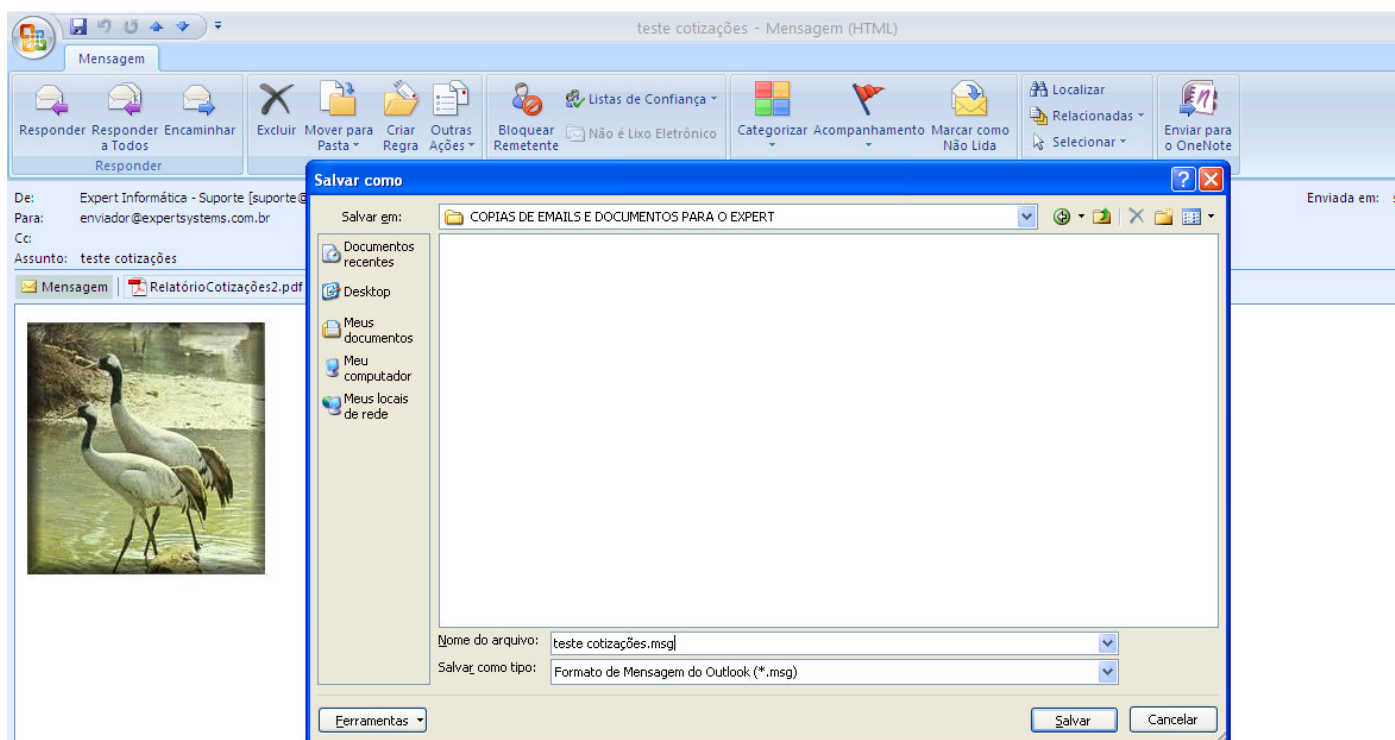 teste cotizações - Mensagem (HTML)
Mensagem
Responder Responder a Todos Encaminhar
Excluir Mover para Pasta Criar Regra Outras Ações
Bloquear Remetente
Listas de Confiança
Não é Lixo Eletrônico
Categorizar Acompanhamento Marcar como Não Lida
Localizar
Relacionadas
Selecionar
Enviar para o OneNote
Responder
De: Expert Informática - Suporte [suporte@
Enviada em:
Para: enviador@expertsystems.com.br
Cc:
Assunto: teste cotizações
Mensagem RelatórioCotizações2.pdf
Salvar como
Salvar em: COPIAS DE EMAILS E DOCUMENTOS PARA O EXPERT
Documentos
recentes
Desktop
Meus
documentos
Meu
computador
Meus locais
de rede
Nome do arquivo: teste cotizações.msg
Salvar como tipo: Formato de Mensagem do Outlook (*.msg)
Ferramentas Salvar Cancelar